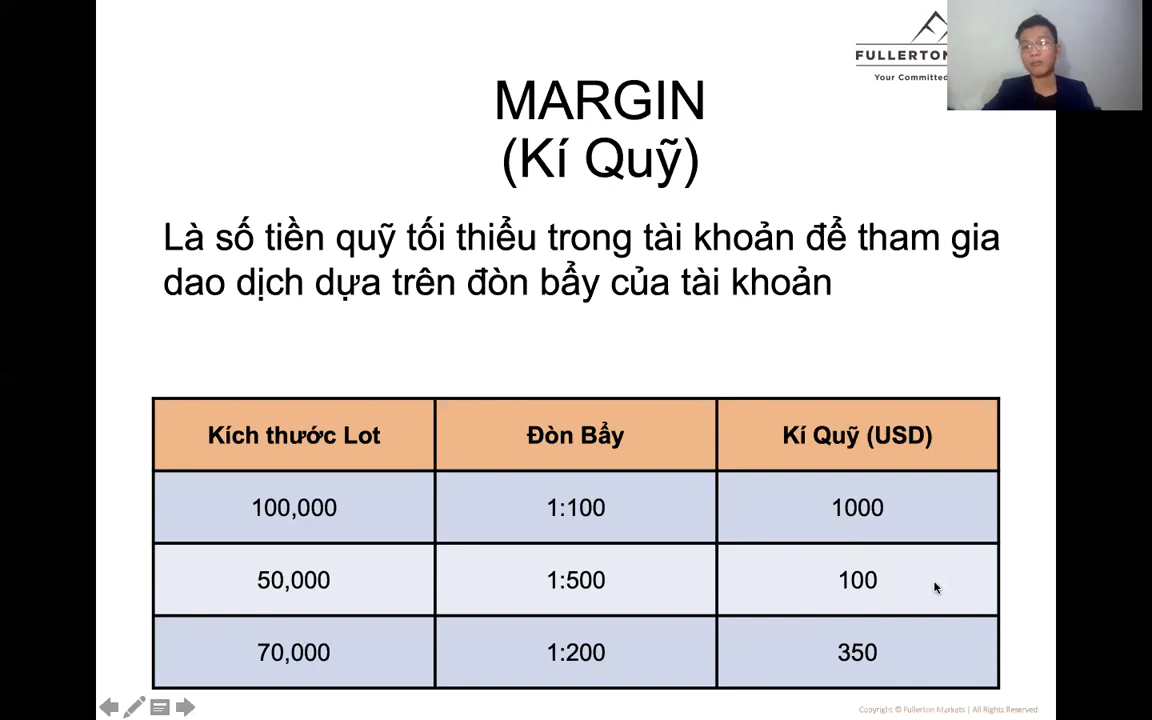 FULLERTON
Your Committed
MARGIN
(Kí Quỹ)
Là số tiền quỹ tối thiểu trong tài khoản để tham gia
dao dịch dựa trên đòn bẩy của tài khoản
Kích thước Lot Đòn Bẩy Kí Quỹ (USD)
100,000 1:100 1000
50,000 1:500 100
70,000 1:200 350
Copyright © Fullerton Markets | All Rights Reserved